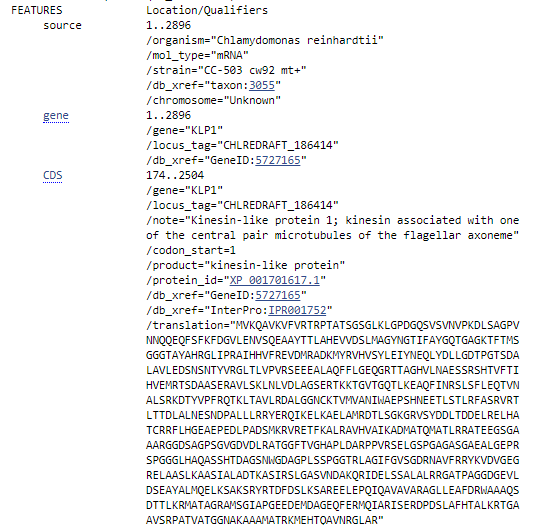 FEATURES Location/Qualifiers
source 1..2896
/organism="Chlamydomonas reinhardtii"
/mol_type="mRNA"
/strain="CC-503 cw92 mt+"
/db_xref="taxon:3055"
/chromosome="Unknown"
gene 1..2896
/gene="KLP1"
/locus_tag="CHLREDRAFT_186414"
/db_xref="GeneID:5727165"
CDS 174..2504
/gene="KLP1"
/locus_tag="CHLREDRAFT_186414"
/note="Kinesin-like protein 1; kinesin associated with one
of the central pair microtubules of the flagellar axoneme"
/codon_start=1
/product="kinesin-like protein"
/protein_id="XP_001701617.1"
/db_xref="GeneID:5727165"
/db_xref="InterPro:IPR001752"
/translation="MVKQAVKVFVRTRPTATSGSGLKLGPDGQSVSVNVPKDLSAGPV
NNQQEQFSFKFDGVLENVSQEAAYTTLAHEVVDSLMAGYNGTIFAYGQTGAGKTFTMS
GGGTAYAHRGLIPRAIHHVFREVDMRADKMYRVHVSYLEIYNEQLYDLLGDTPGTSDA
LAVLEDSNSNTYVRGLTLVPVRSEEEALAQFFLGEQGRTTAGHVLNAESSRSHTVFTI
HVEMRTSDAASERAVLSKLNLVDLAGSERTKKTGVTGQTLKEAQFINRSLSFLEQTVN
ALSRKDTYVPFRQTKLTAVLRDALGGNCKTVMVANIWAEPSHNEETLSTLRFASRVRT
LTTDLALNESNDPALLLRRYERQIKELKAELAMRDTLSGKGRVSYDDLTDDELRELHA
TCRRFLHGEAEPEDLPADSMKRVRETFKALRAVHVAIKADMATQMATLRRATEEGSGA
AARGGDSAGPSGVGDVDLRATGGFTVGHAPLDARPPVRSELGSPGAGASGAEALGEPR
SPGGGLHAQASSHTDAGSNWGDAGPLSSPGGTRLAGIFGVSGDRNAVFRRYKVDVGEG
RELAASLKAASIALADTKASIRSLGASVNDAKQRIDELSSALALRRGATPAGGDGEVL
DSEAYALMQELKSAKSRYRTDFDSLKSAREELEPQIQAVAVARAGLLEAFDRWAAAQS
DTTLKRMATAGRAMSGIAPGEEDEMDAGEQFERMQIARISERDPDSLAFHTALKRTGA
AVSRPATVATGGNAKAAAMATRKMEHTQAVNRGLAR"